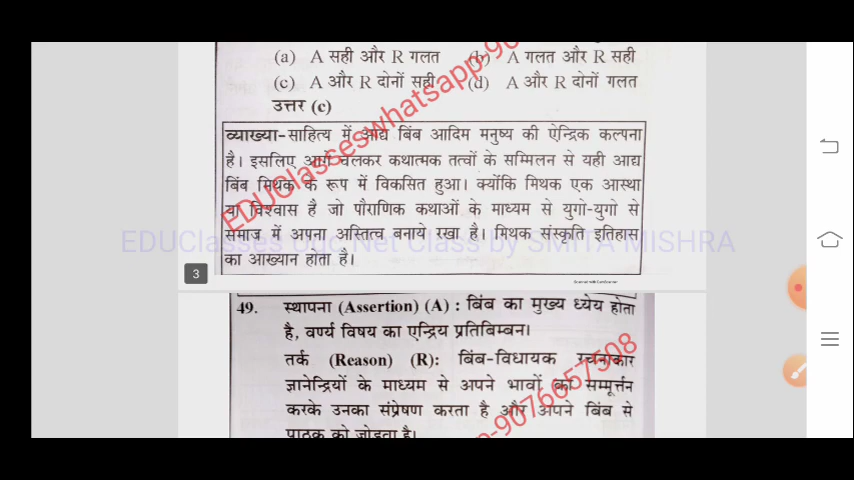 (a) A सही और R गलत (b) A गलत और R सही
(c) A और R दोनों सही (d) A और R दोनों गलत
उत्तर (c)
व्याख्या-साहित्य में आद्य बिंब आदिम मनुष्य की ऐन्द्रिक कल्पना
है। इसलिए आगे चलकर कथात्मक तत्वों के सम्मिलन से यही आद्य
बिंब मिथक के रूप में विकसित हुआ। क्योंकि मिथक एक आस्था
या विश्वास है जो पौराणिक कथाओं के माध्यम से युगो-युगो से
समाज में अपना अस्तित्व बनाये रखा है। मिथक संस्कृति इतिहास
का आख्यान होता है।
EDUClasseswhatsapp-90
EDUClasses Ugc Net Class by SMITA MISHRA
3
49. स्थापना (Assertion) (A) : बिंब का मुख्य ध्येय होता
है, वर्ण्य विषय का एन्द्रिय प्रतिबिम्बन।
तर्क (Reason) (R): बिंब-विधायक रचनाकार
ज्ञानेन्द्रियों के माध्यम से अपने भावों का सम्मूर्त्तन
करके उनका संप्रेषण करता है और अपने बिंब से
पाठक को जोड़ता है।
-9076657508